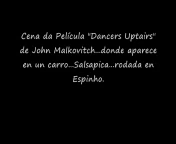 Cena da Película "Dancers Uptairs"
de John Malkovitch...donde aparece
en un carro...Salsapica...rodada en
Espinho.